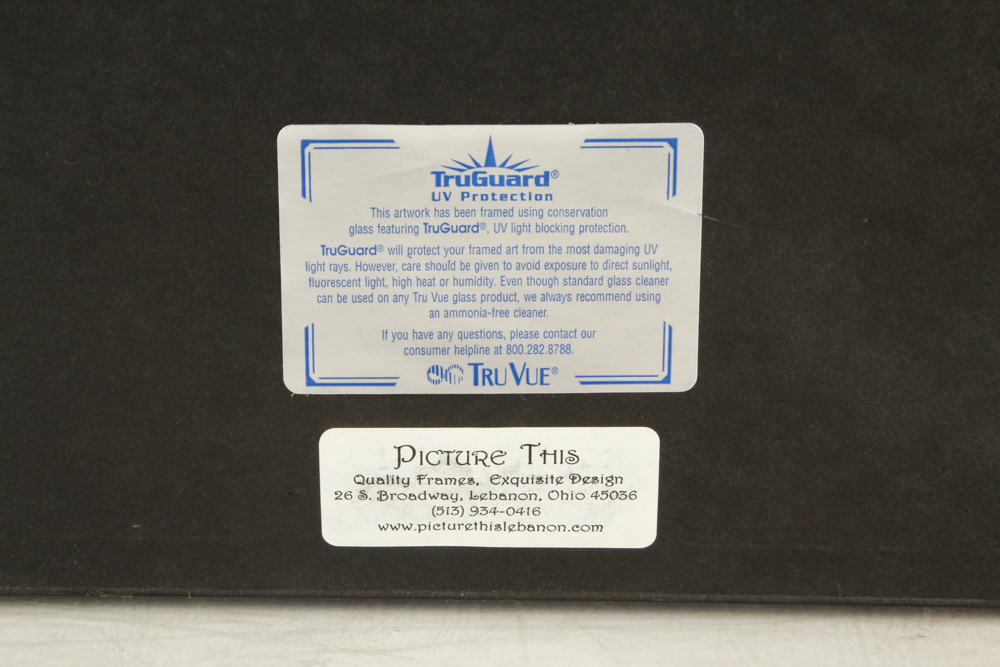 TruGuard®
UV Protection
This artwork has been framed using conservation
glass featuring TruGuard®, UV light blocking protection.
TruGuard® will protect your framed art from the most damaging UV
light rays. However, care should be given to avoid exposure to direct sunlight,
fluorescent light, high heat or humidity. Even though standard glass cleaner
can be used on any Tru Vue glass product, we always recommend using
an ammonia-free cleaner.
If you have any questions, please contact our
consumer helpline at 800.282.8788.
TRU VUE®
PICTURE THIS
Quality Frames, Exquisite Design
26 S. Broadway, Lebanon, Ohio 45036
(513) 934-0416
www.picturethislebanon.com